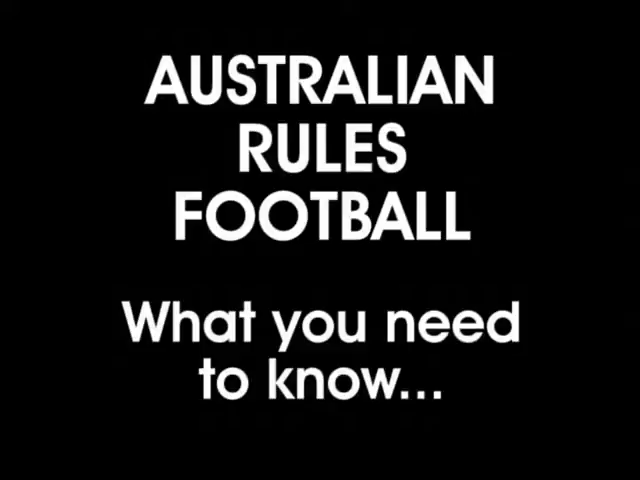 AUSTRALIAN
RULES
FOOTBALL
What you need
to know...